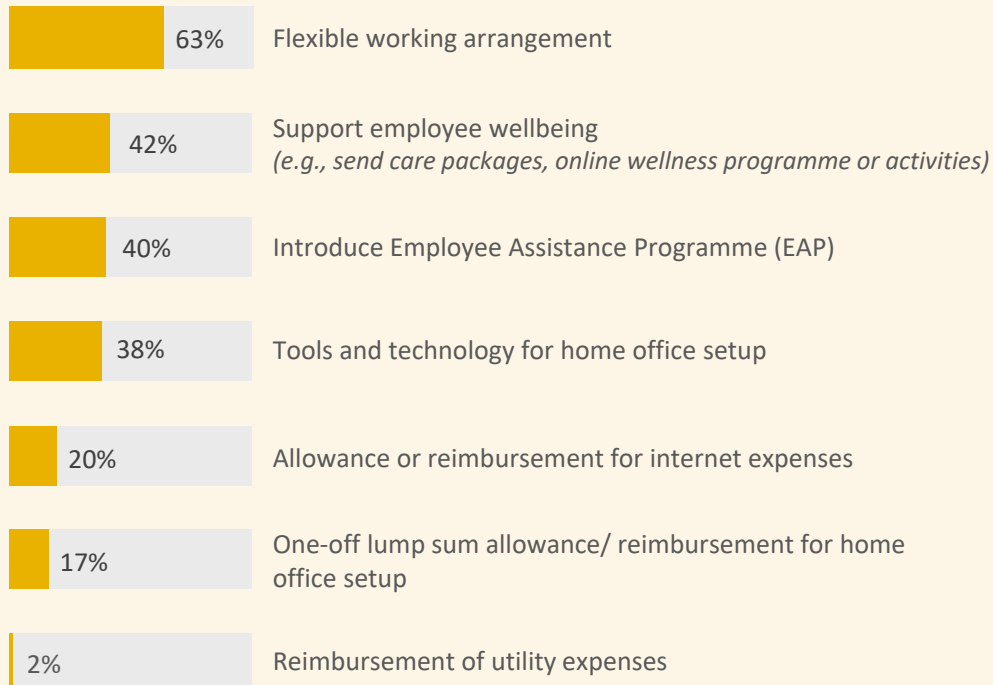 63% Flexible working arrangement
42% Support employee wellbeing
(e.g., send care packages, online wellness programme or activities)
40% Introduce Employee Assistance Programme (EAP)
38% Tools and technology for home office setup
20% Allowance or reimbursement for internet expenses
17% One-off lump sum allowance/ reimbursement for home
office setup
2% Reimbursement of utility expenses